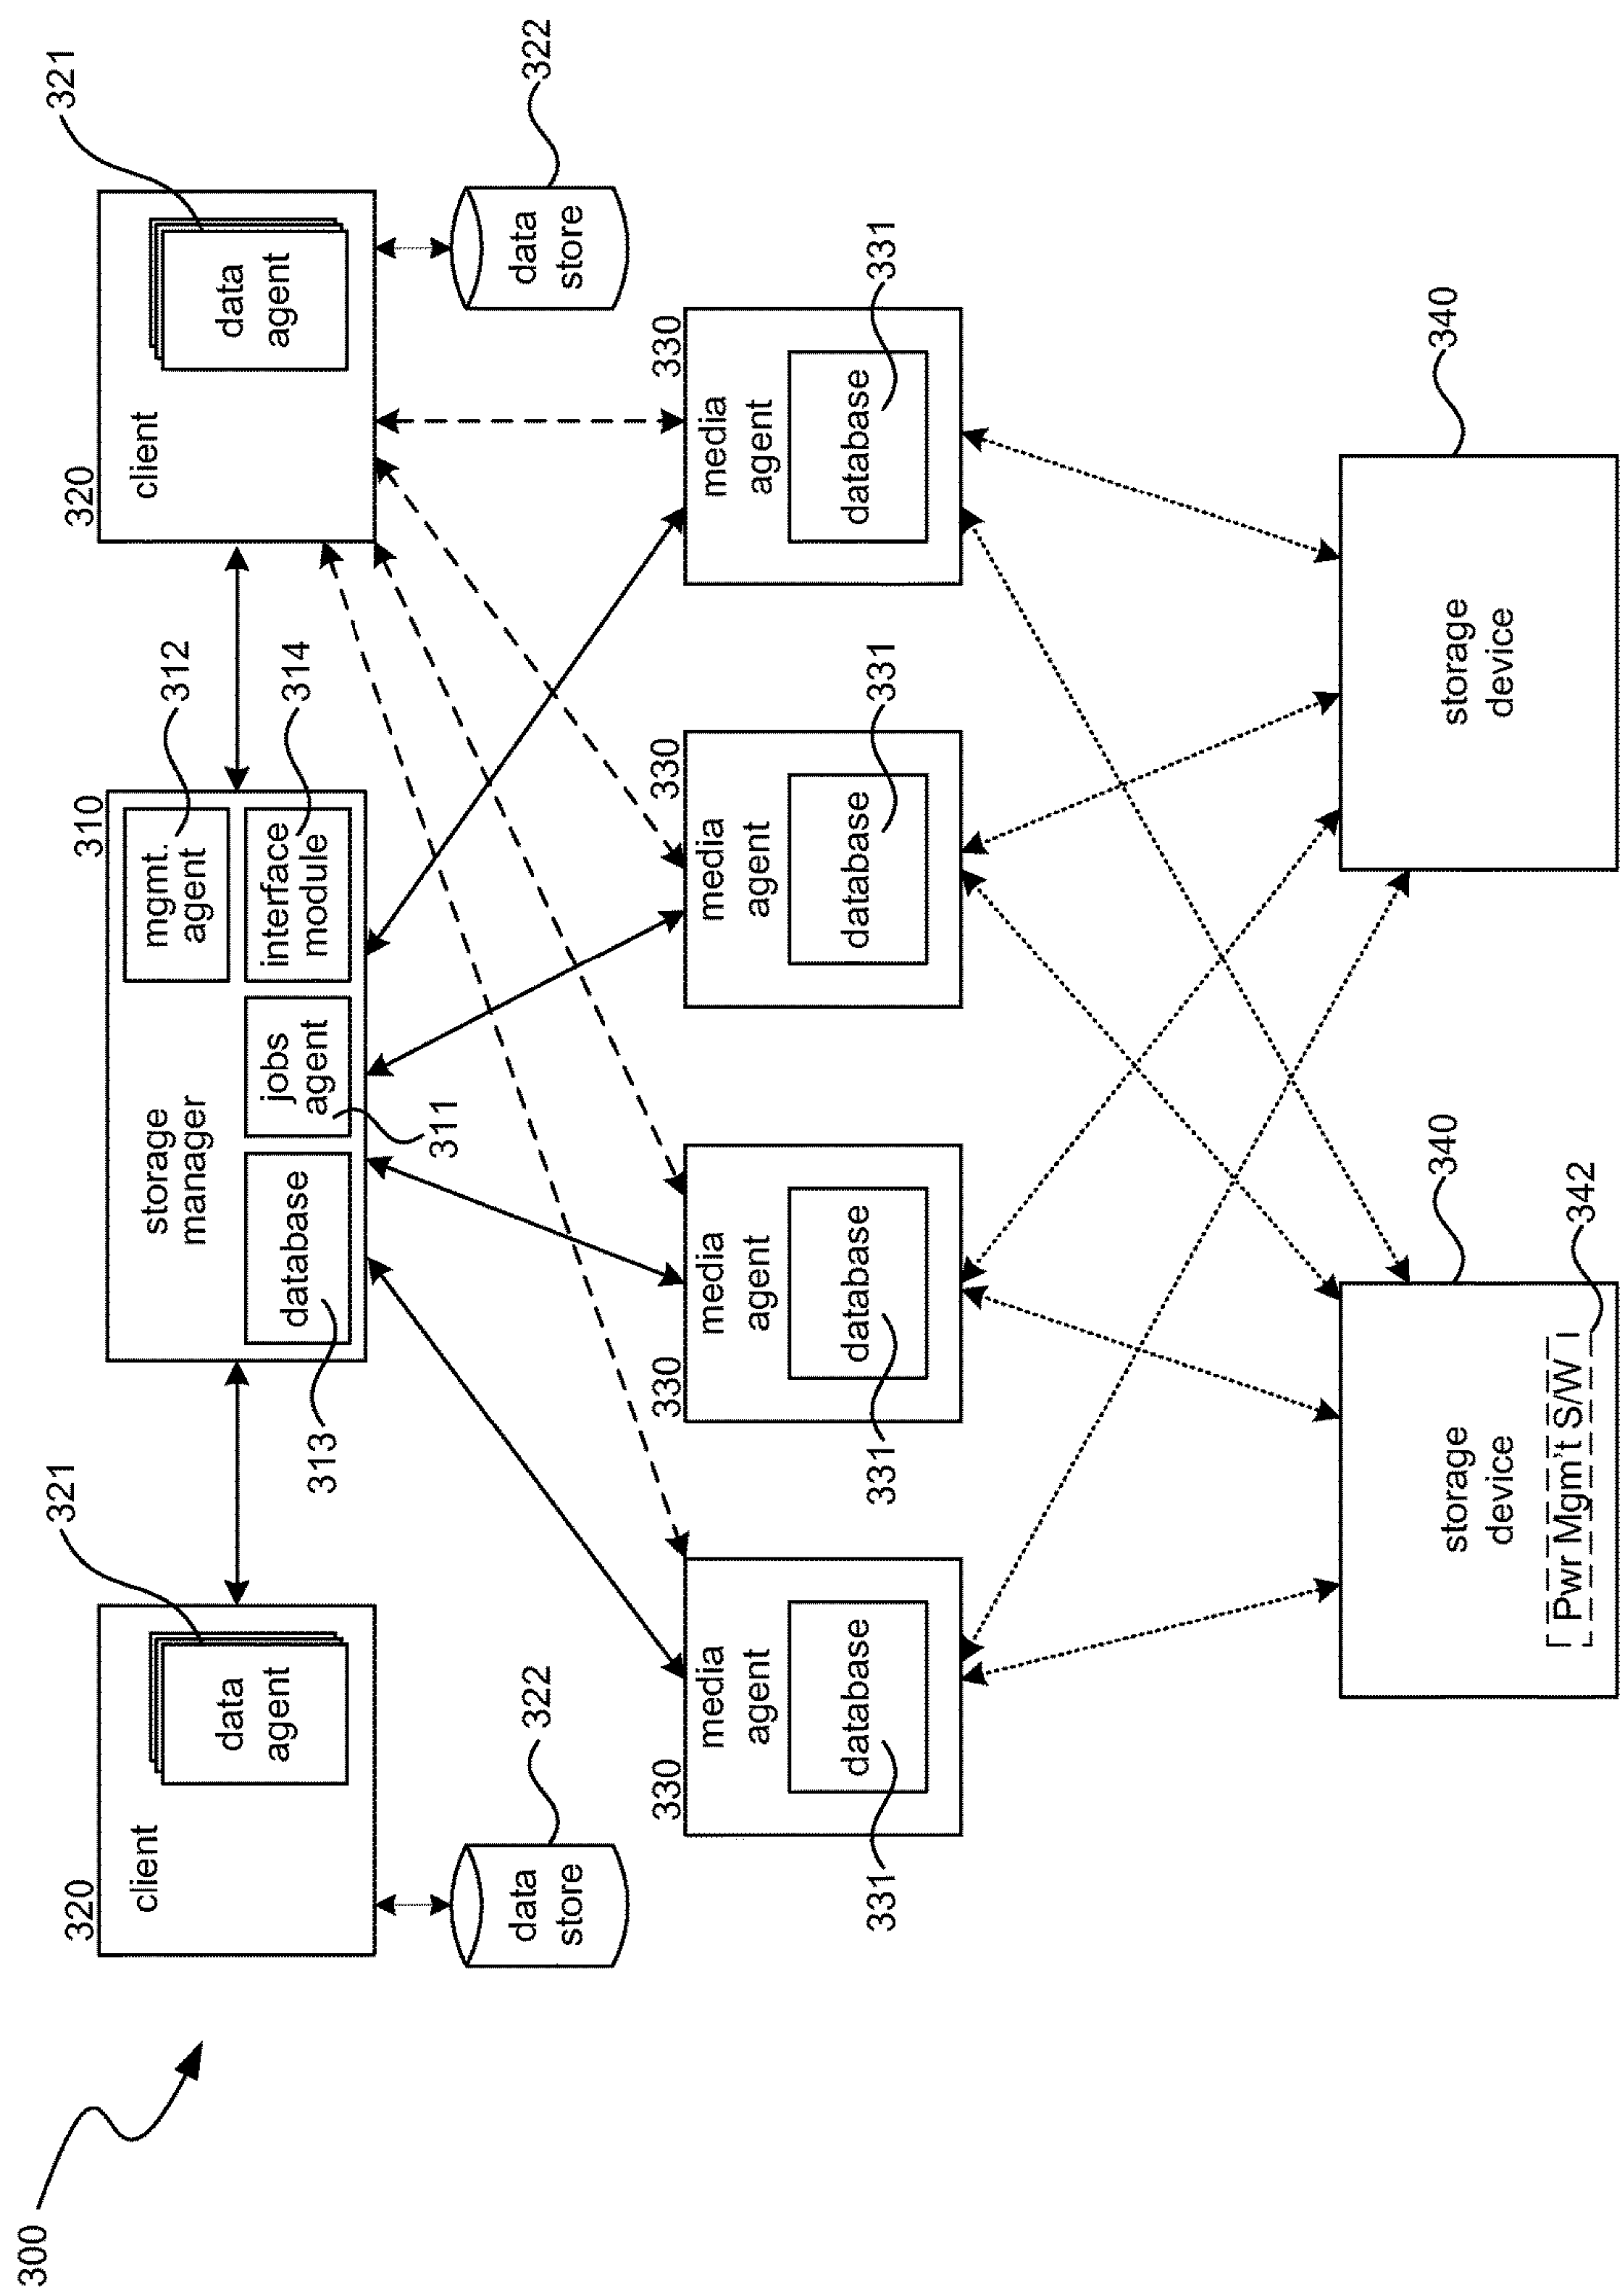 300
320
client
data
agent
321
data
store
322
310
storage
manager
database
313
jobs
agent
311
mgmt.
agent
312
interface
module
314
320
client
data
agent
321
data
store
322
330
media
agent
database
331
330
media
agent
database
331
330
media
agent
database
331
330
media
agent
database
331
storage
device
340
Pwr Mgm't S/W
342
storage
device
340